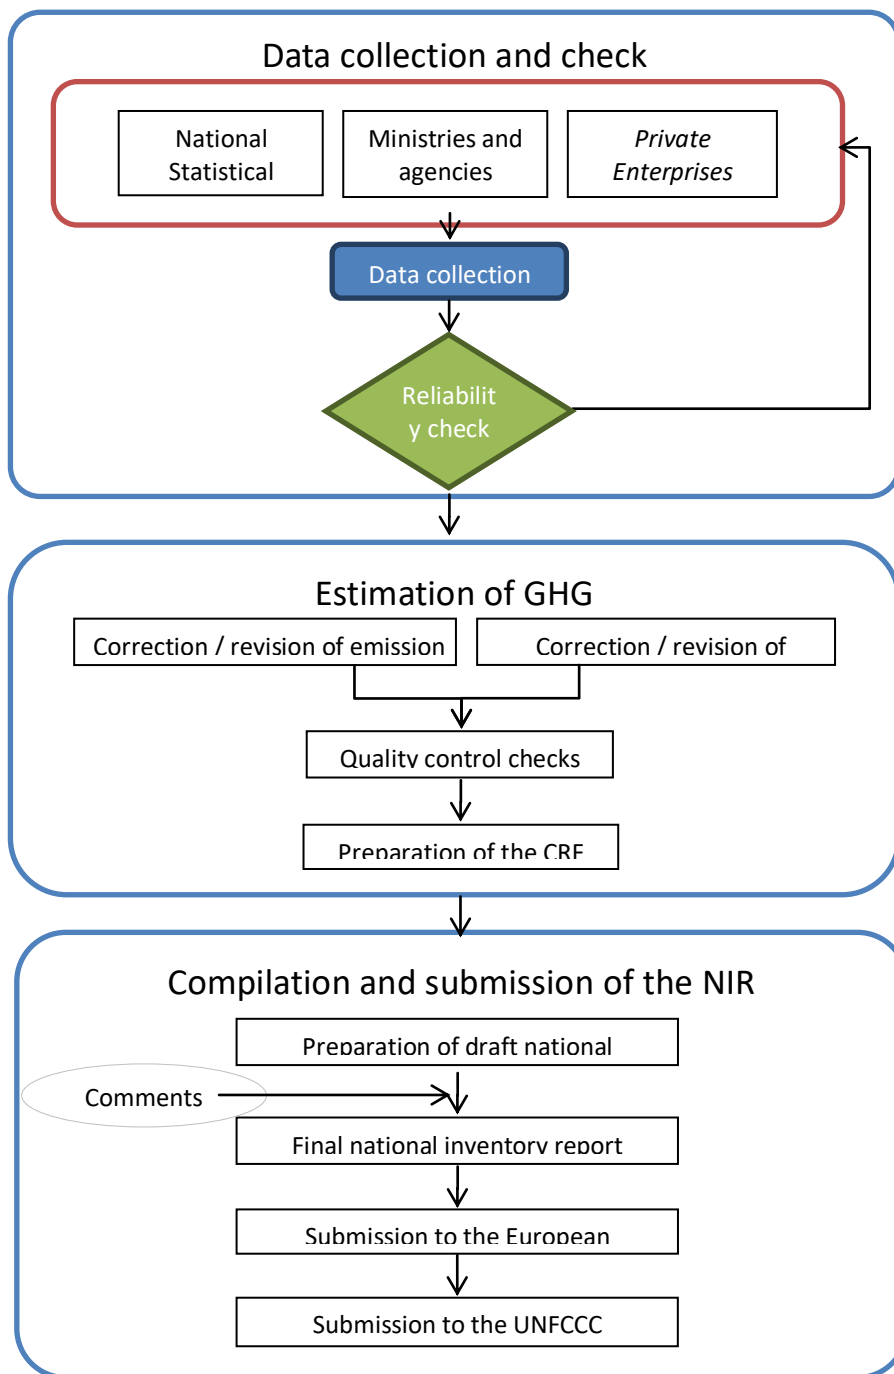 Data collection and check
National
Statistical
Ministries and
agencies
Private
Enterprises
Data collection
Reliabilit
y check
Estimation of GHG
Correction / revision of emission
Correction / revision of
Quality control checks
Preparation of the CRF
Compilation and submission of the NIR
Preparation of draft national
Comments
Final national inventory report
Submission to the European
Submission to the UNFCCC